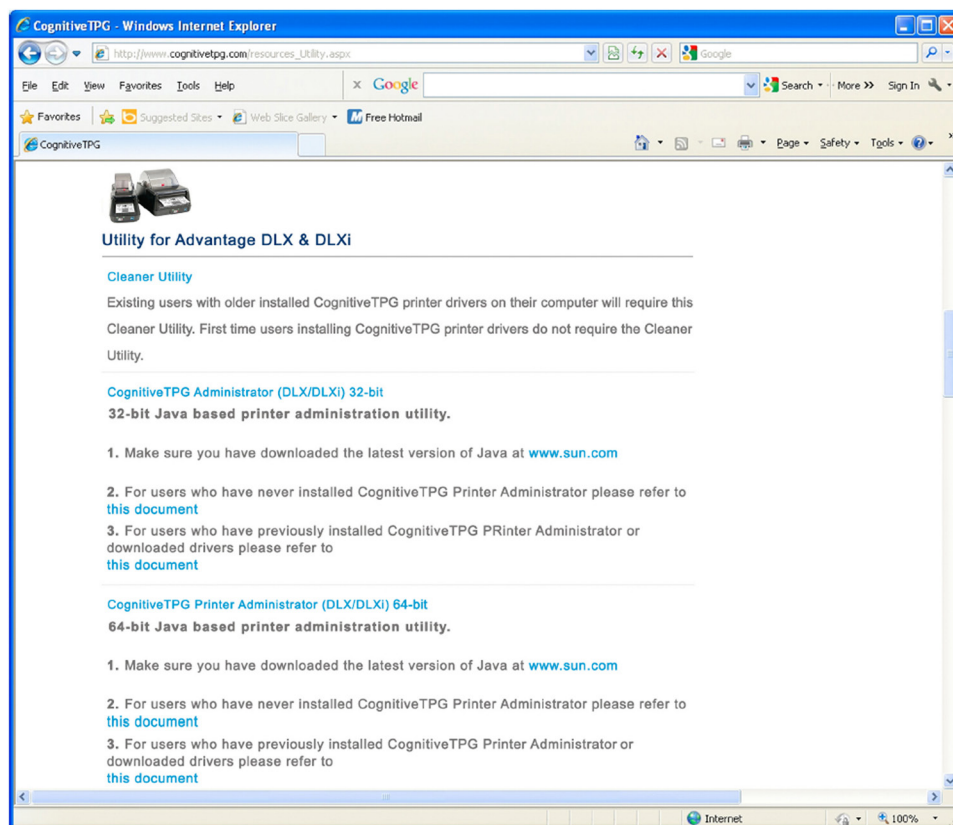 CognitiveTPG - Windows Internet Explorer
http://www.cognitivetpg.com/resources_Utility.aspx
Google
File Edit View Favorites Tools Help
x Google Search More >> Sign In
Favorites Suggested Sites Web Slice Gallery Free Hotmail
CognitiveTPG Page Safety Tools
Utility for Advantage DLX & DLXi
Cleaner Utility
Existing users with older installed CognitiveTPG printer drivers on their computer will require this
Cleaner Utility. First time users installing CognitiveTPG printer drivers do not require the Cleaner
Utility.
CognitiveTPG Administrator (DLX/DLXi) 32-bit
32-bit Java based printer administration utility.
1. Make sure you have downloaded the latest version of Java at www.sun.com
2. For users who have never installed CognitiveTPG Printer Administrator please refer to
this document
3. For users who have previously installed CognitiveTPG PRinter Administrator or
downloaded drivers please refer to
this document
CognitiveTPG Printer Administrator (DLX/DLXi) 64-bit
64-bit Java based printer administration utility.
1. Make sure you have downloaded the latest version of Java at www.sun.com
2. For users who have never installed CognitiveTPG Printer Administrator please refer to
this document
3. For users who have previously installed CognitiveTPG Printer Administrator or
downloaded drivers please refer to
this document
Internet 100%